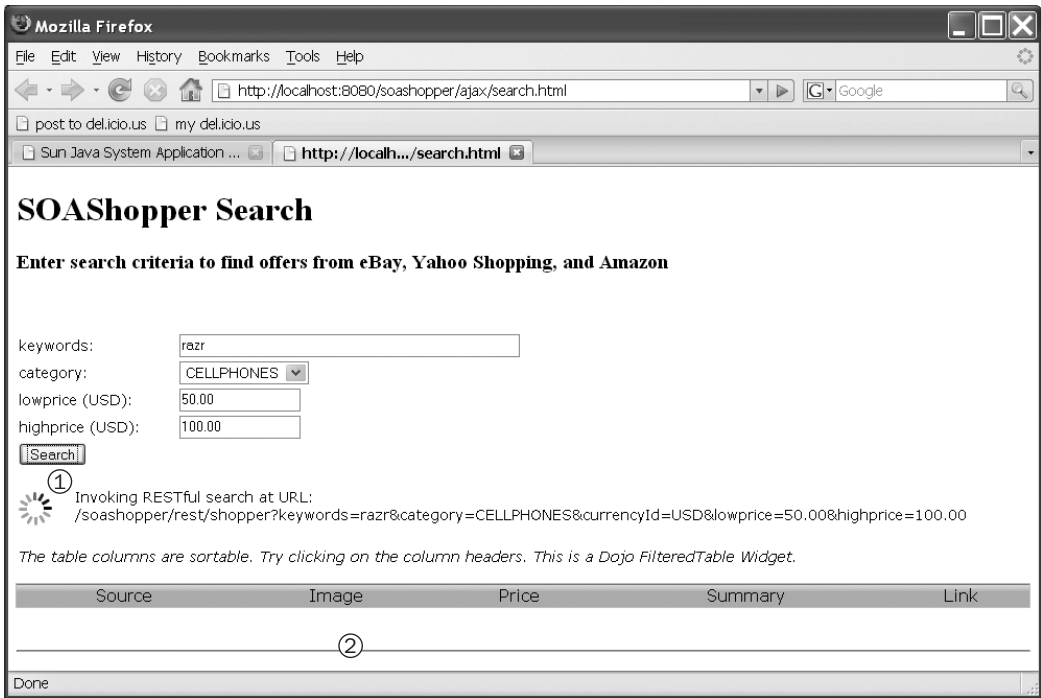 Mozilla Firefox
File Edit View History Bookmarks Tools Help
http://localhost:8080/soashopper/ajax/search.html
G Google
post to del.icio.us my del.icio.us
Sun Java System Application ... http://localh.../search.html
SOAShopper Search
Enter search criteria to find offers from eBay, Yahoo Shopping, and Amazon
keywords: razr
category: CELLPHONES
lowprice (USD): 50.00
highprice (USD): 100.00
Search
①
Invoking RESTful search at URL:
/soashopper/rest/shopper?keywords=razr&category=CELLPHONES&currencyId=USD&lowprice=50.00&highprice=100.00
The table columns are sortable. Try clicking on the column headers. This is a Dojo FilteredTable Widget.
Source Image Price Summary Link
②
Done